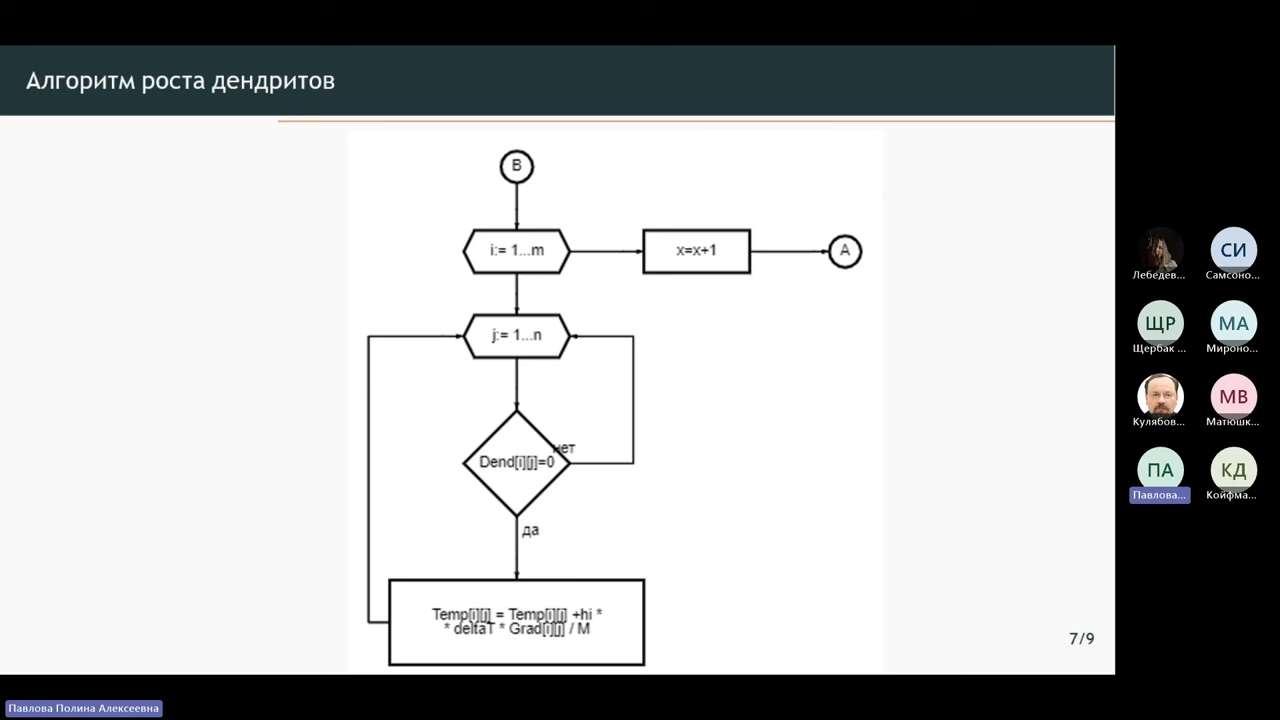 Алгоритм роста дендритов
B
i:= 1...m
x=x+1
A
j:= 1...n
нет
Dend[i][j]=0
да
Temp[i][j] = Temp[i][j] +hi *
* deltaT * Grad[i][j] / M
7/9
СИ
Лебедев...
Самсоно...
ЩР
МА
Щербак ...
Мироно...
МВ
Кулябов...
Матюшк...
ПА
КД
Павлова...
Койфма...
Павлова Полина Алексеевна